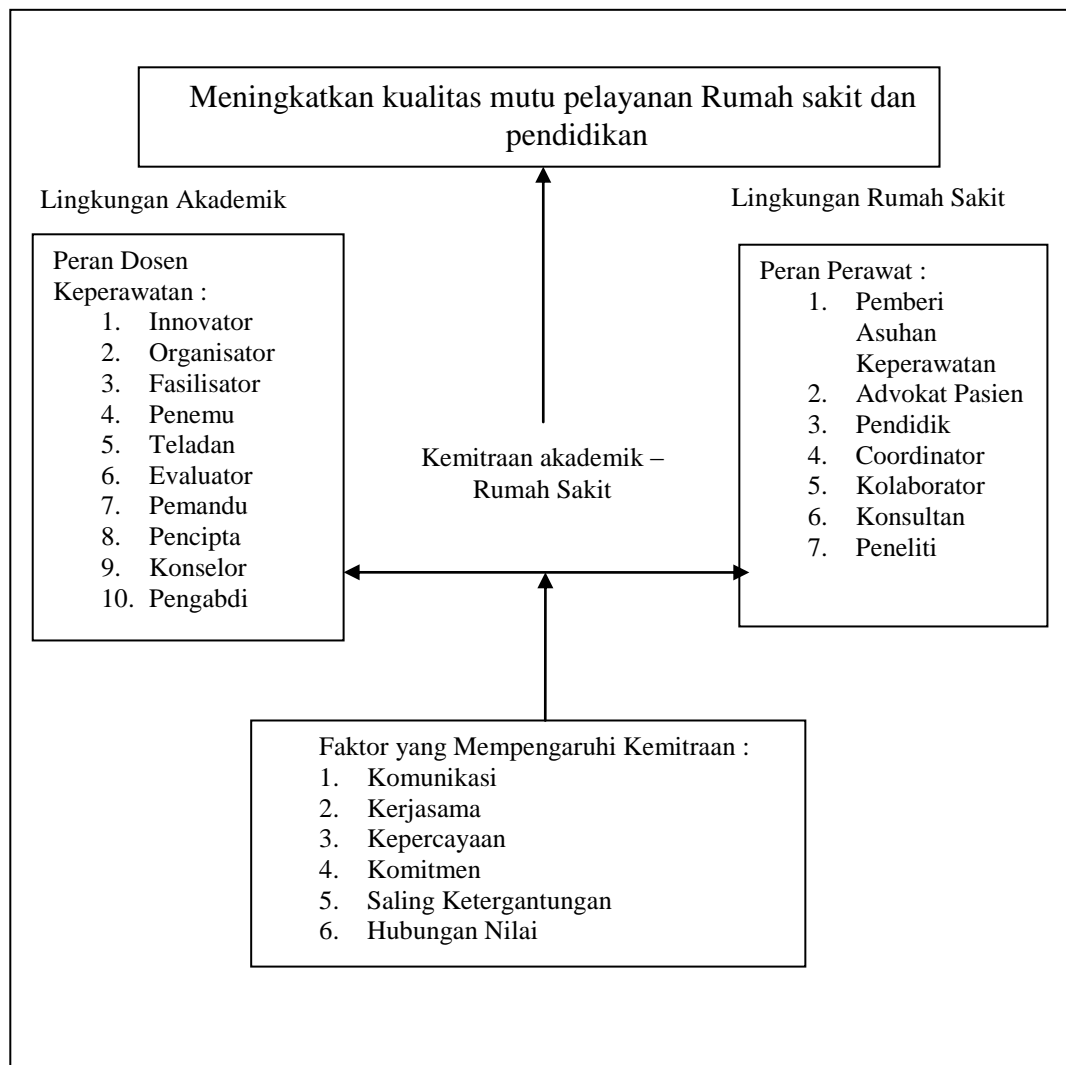 Meningkatkan kualitas mutu pelayanan Rumah sakit dan
pendidikan
Lingkungan Akademik
Lingkungan Rumah Sakit
Peran Dosen
Keperawatan :
1. Innovator
2. Organisator
3. Fasilisator
4. Penemu
5. Teladan
6. Evaluator
7. Pemandu
8. Pencipta
9. Konselor
10. Pengabdi
Kemitraan akademik –
Rumah Sakit
Peran Perawat :
1. Pemberi
Asuhan
Keperawatan
2. Advokat Pasien
3. Pendidik
4. Coordinator
5. Kolaborator
6. Konsultan
7. Peneliti
Faktor yang Mempengaruhi Kemitraan :
1. Komunikasi
2. Kerjasama
3. Kepercayaan
4. Komitmen
5. Saling Ketergantungan
6. Hubungan Nilai